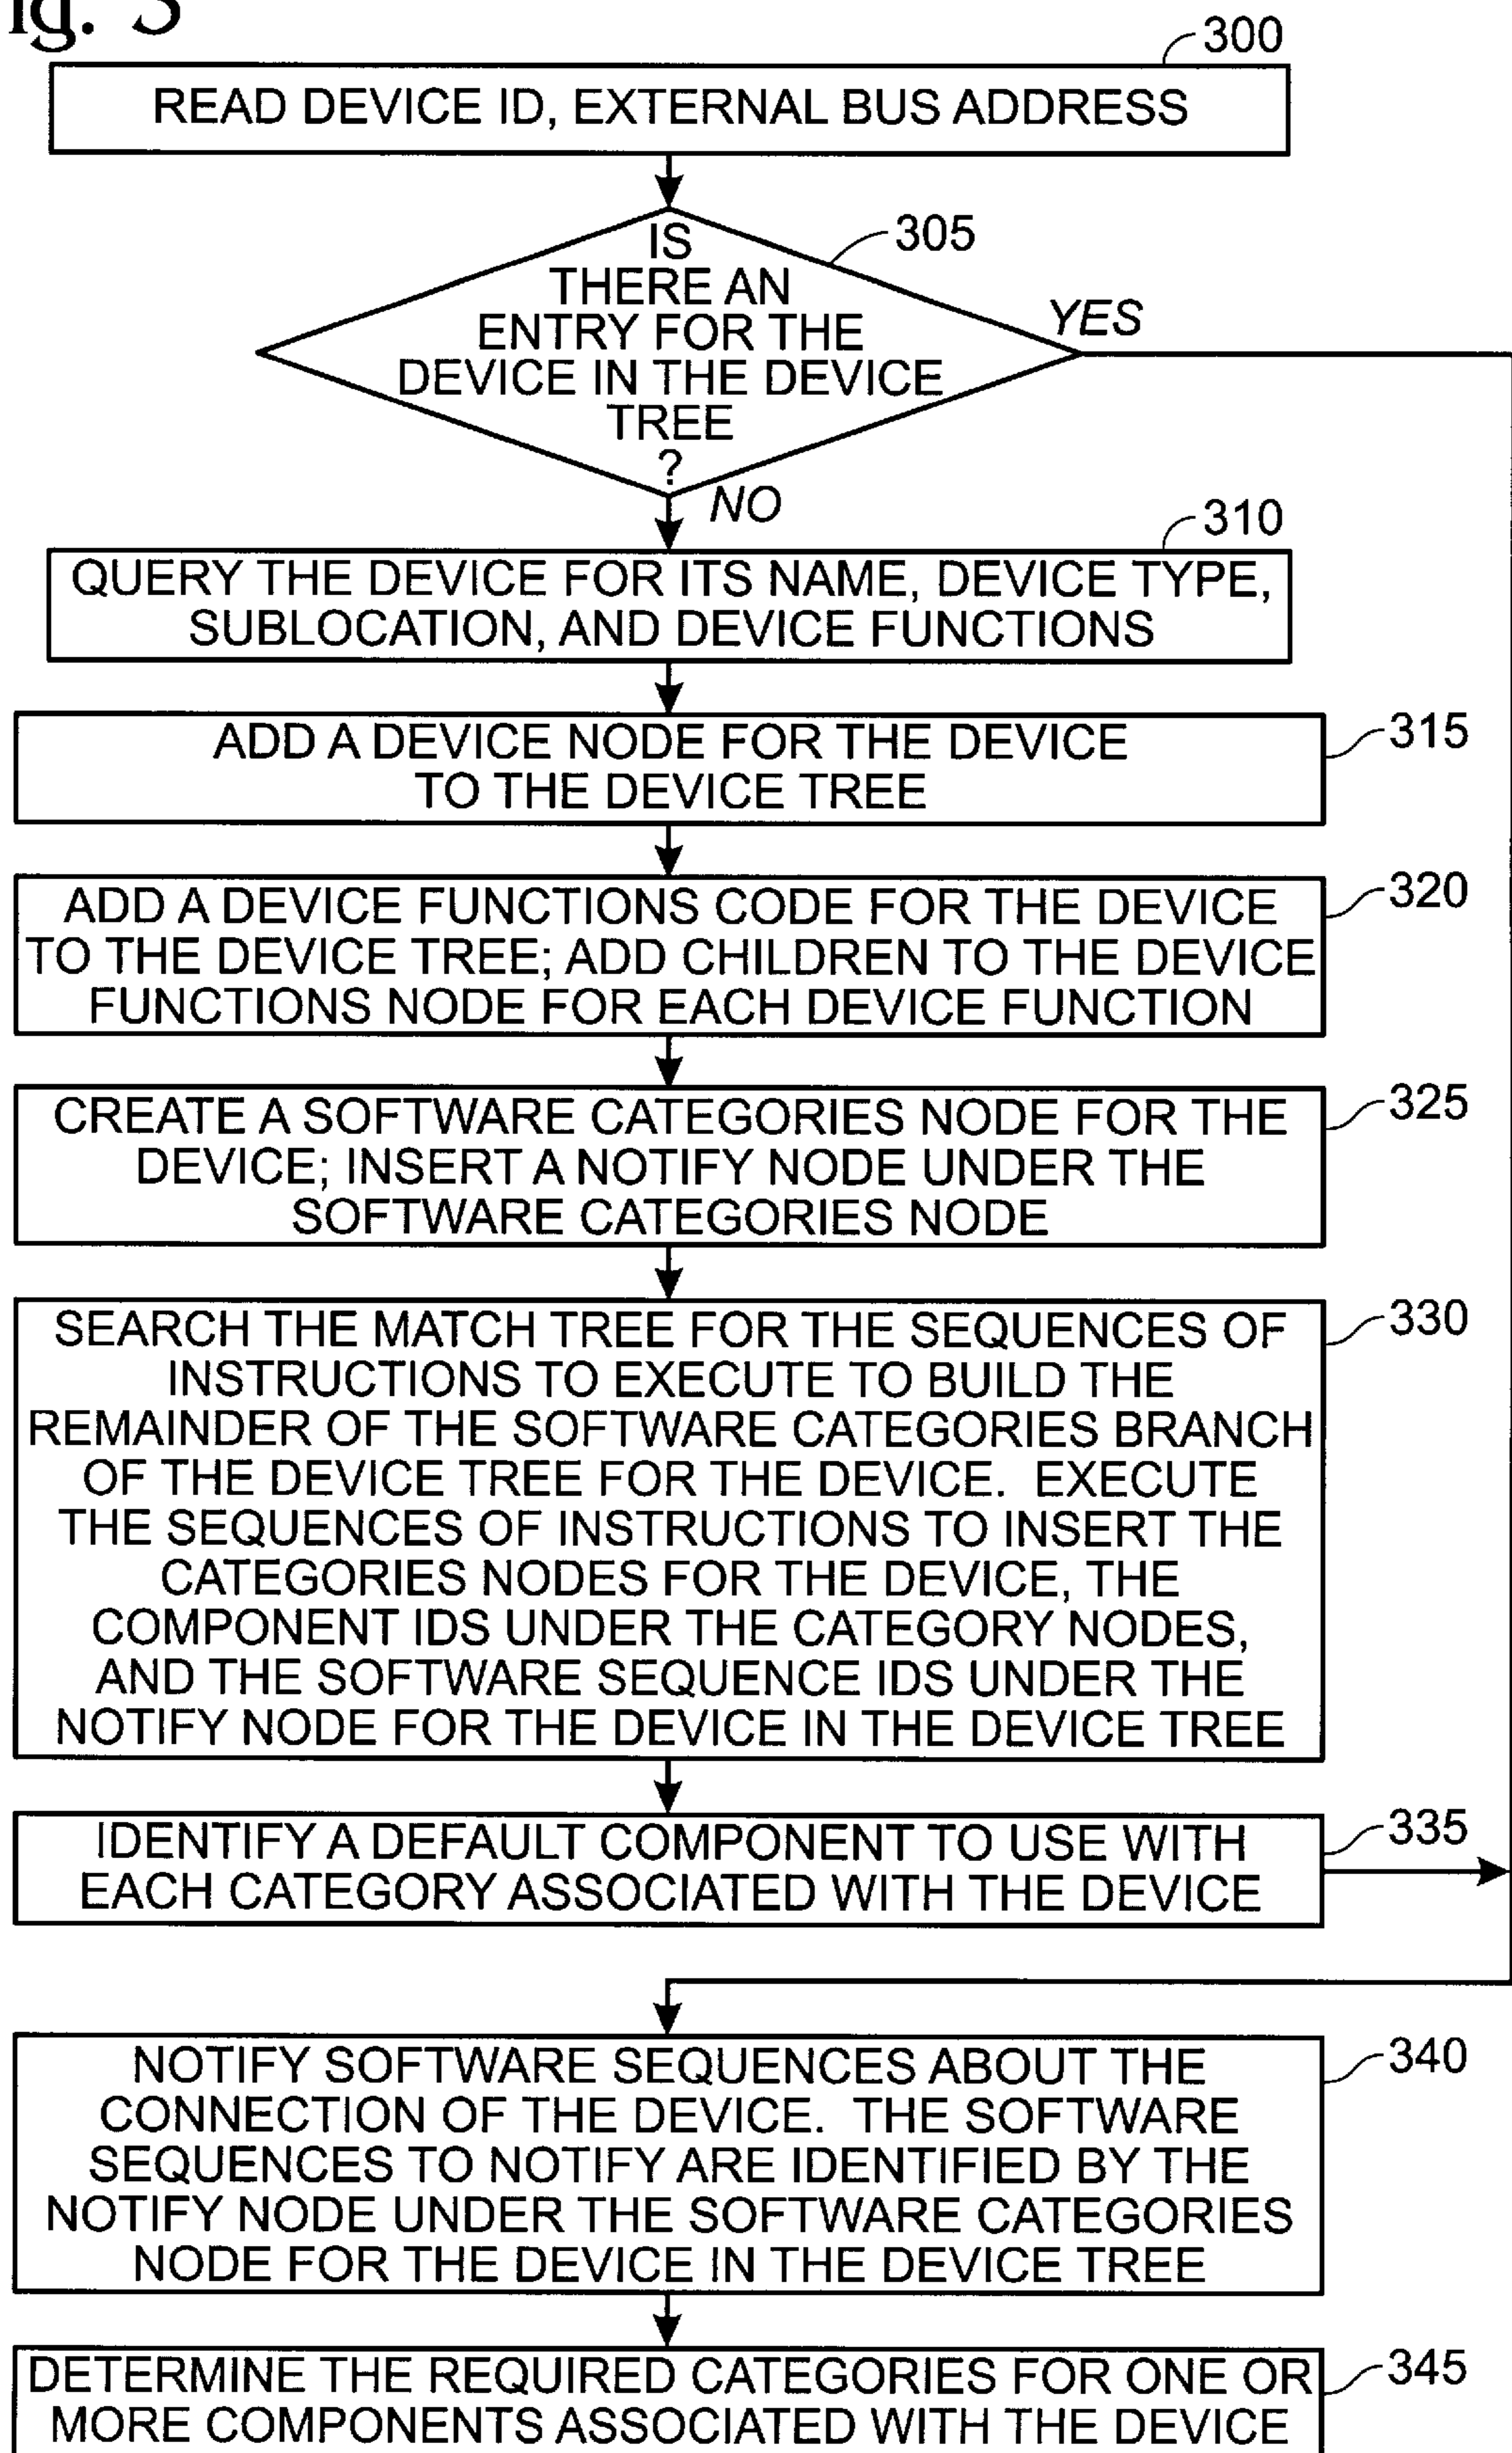 ig. 3
300
READ DEVICE ID, EXTERNAL BUS ADDRESS
305
IS
THERE AN
ENTRY FOR THE
DEVICE IN THE DEVICE
TREE
?
YES
NO
310
QUERY THE DEVICE FOR ITS NAME, DEVICE TYPE,
SUBLOCATION, AND DEVICE FUNCTIONS
315
ADD A DEVICE NODE FOR THE DEVICE
TO THE DEVICE TREE
320
ADD A DEVICE FUNCTIONS CODE FOR THE DEVICE
TO THE DEVICE TREE; ADD CHILDREN TO THE DEVICE
FUNCTIONS NODE FOR EACH DEVICE FUNCTION
325
CREATE A SOFTWARE CATEGORIES NODE FOR THE
DEVICE; INSERT A NOTIFY NODE UNDER THE
SOFTWARE CATEGORIES NODE
330
SEARCH THE MATCH TREE FOR THE SEQUENCES OF
INSTRUCTIONS TO EXECUTE TO BUILD THE
REMAINDER OF THE SOFTWARE CATEGORIES BRANCH
OF THE DEVICE TREE FOR THE DEVICE. EXECUTE
THE SEQUENCES OF INSTRUCTIONS TO INSERT THE
CATEGORIES NODES FOR THE DEVICE, THE
COMPONENT IDS UNDER THE CATEGORY NODES,
AND THE SOFTWARE SEQUENCE IDS UNDER THE
NOTIFY NODE FOR THE DEVICE IN THE DEVICE TREE
335
IDENTIFY A DEFAULT COMPONENT TO USE WITH
EACH CATEGORY ASSOCIATED WITH THE DEVICE
340
NOTIFY SOFTWARE SEQUENCES ABOUT THE
CONNECTION OF THE DEVICE. THE SOFTWARE
SEQUENCES TO NOTIFY ARE IDENTIFIED BY THE
NOTIFY NODE UNDER THE SOFTWARE CATEGORIES
NODE FOR THE DEVICE IN THE DEVICE TREE
345
DETERMINE THE REQUIRED CATEGORIES FOR ONE OR
MORE COMPONENTS ASSOCIATED WITH THE DEVICE